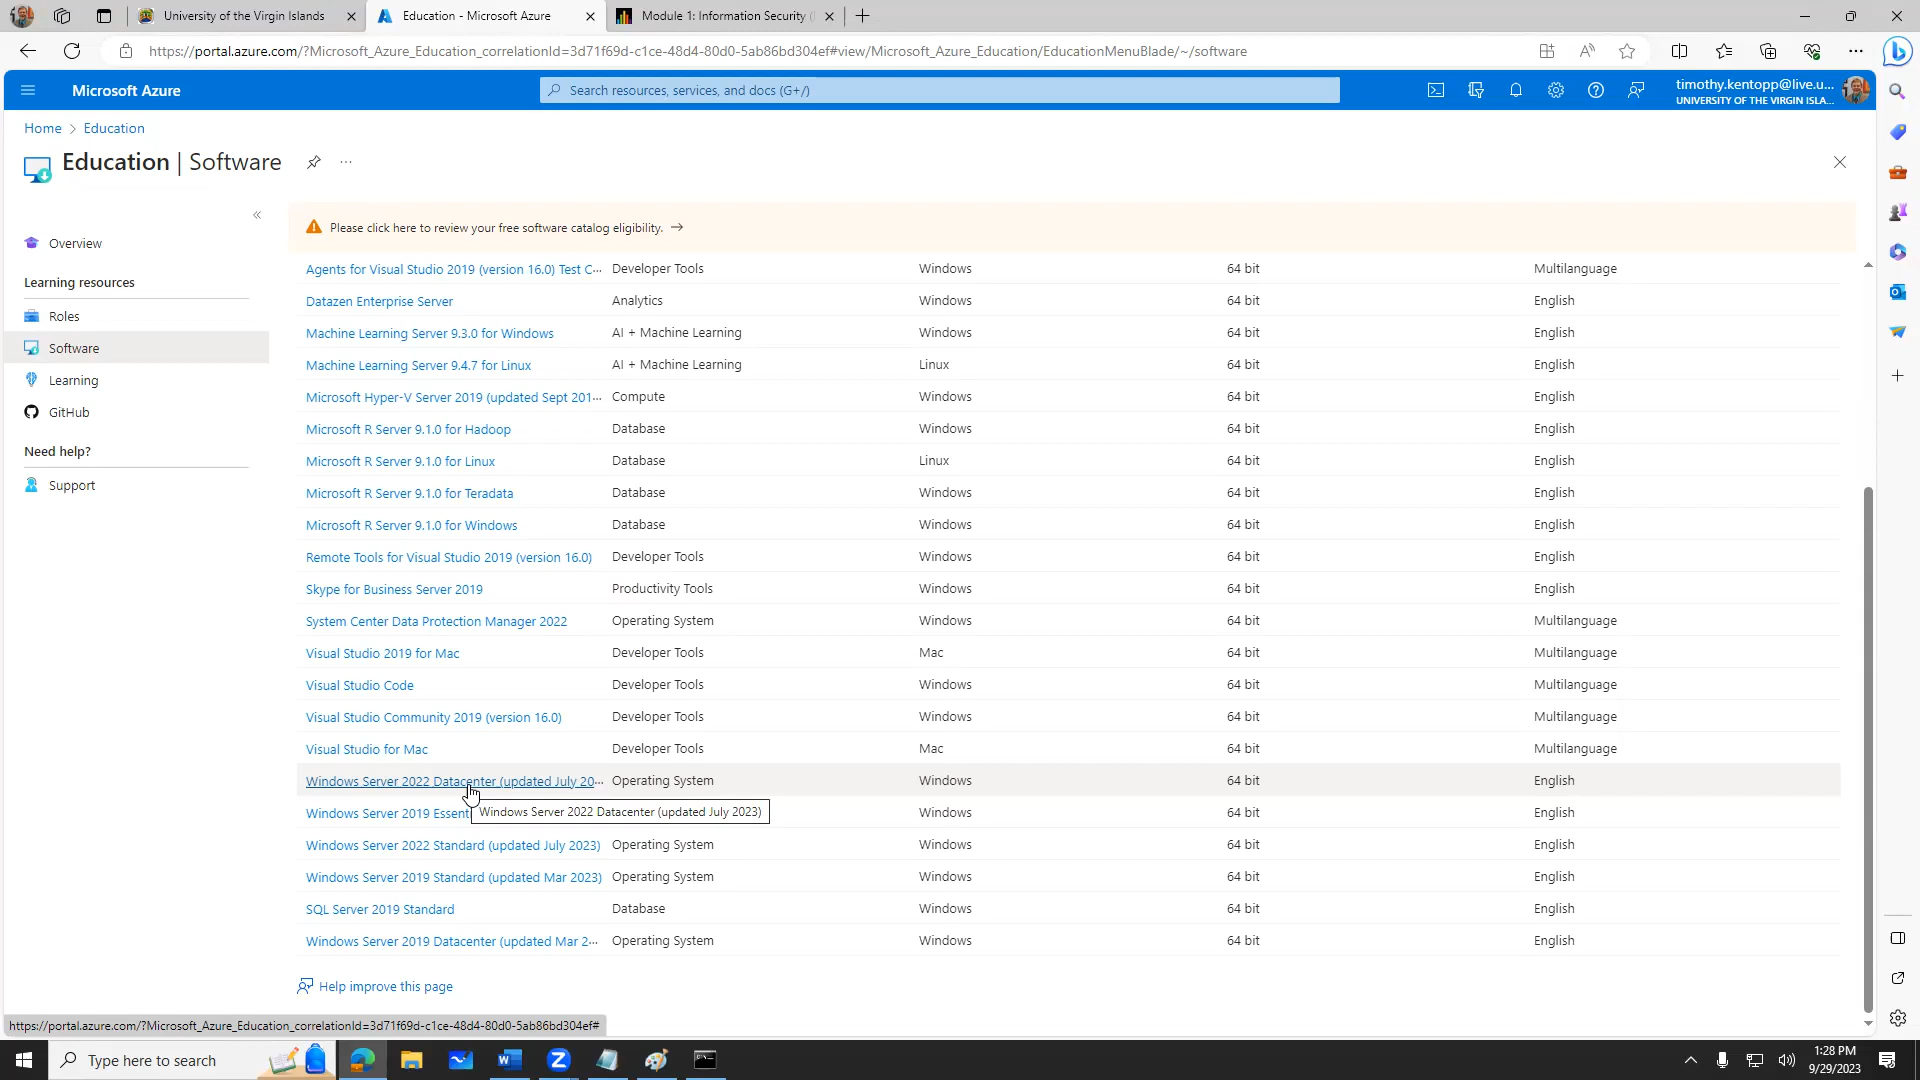 University of the Virgin Islands
Education - Microsoft Azure
Module 1: Information Security (
https://portal.azure.com/?Microsoft_Azure_Education_correlationId=3d71f69d-c1ce-48d4-80d0-5ab86bd304ef#view/Microsoft_Azure_Education/EducationMenuBlade/~/software
Microsoft Azure
Search resources, services, and docs (G+/)
timothy.kentopp@live.u...
UNIVERSITY OF THE VIRGIN ISLA...
Home > Education
Education | Software
Please click here to review your free software catalog eligibility.
Overview
Learning resources
Roles
Software
Learning
GitHub
Need help?
Support
Agents for Visual Studio 2019 (version 16.0) Test C... Developer Tools Windows 64 bit Multilanguage
Datazen Enterprise Server Analytics Windows 64 bit English
Machine Learning Server 9.3.0 for Windows AI + Machine Learning Windows 64 bit English
Machine Learning Server 9.4.7 for Linux AI + Machine Learning Linux 64 bit English
Microsoft Hyper-V Server 2019 (updated Sept 201... Compute Windows 64 bit English
Microsoft R Server 9.1.0 for Hadoop Database Windows 64 bit English
Microsoft R Server 9.1.0 for Linux Database Linux 64 bit English
Microsoft R Server 9.1.0 for Teradata Database Windows 64 bit English
Microsoft R Server 9.1.0 for Windows Database Windows 64 bit English
Remote Tools for Visual Studio 2019 (version 16.0) Developer Tools Windows 64 bit English
Skype for Business Server 2019 Productivity Tools Windows 64 bit English
System Center Data Protection Manager 2022 Operating System Windows 64 bit Multilanguage
Visual Studio 2019 for Mac Developer Tools Mac 64 bit Multilanguage
Visual Studio Code Developer Tools Windows 64 bit Multilanguage
Visual Studio Community 2019 (version 16.0) Developer Tools Windows 64 bit Multilanguage
Visual Studio for Mac Developer Tools Mac 64 bit Multilanguage
Windows Server 2022 Datacenter (updated July 20... Operating System Windows 64 bit English
Windows Server 2019 Essent Windows 64 bit English
Windows Server 2022 Datacenter (updated July 2023)
Windows Server 2022 Standard (updated July 2023) Operating System Windows 64 bit English
Windows Server 2019 Standard (updated Mar 2023) Operating System Windows 64 bit English
SQL Server 2019 Standard Database Windows 64 bit English
Windows Server 2019 Datacenter (updated Mar 2... Operating System Windows 64 bit English
Help improve this page
https://portal.azure.com/?Microsoft_Azure_Education_correlationId=3d71f69d-c1ce-48d4-80d0-5ab86bd304ef#
Type here to search
1:28 PM
9/29/2023